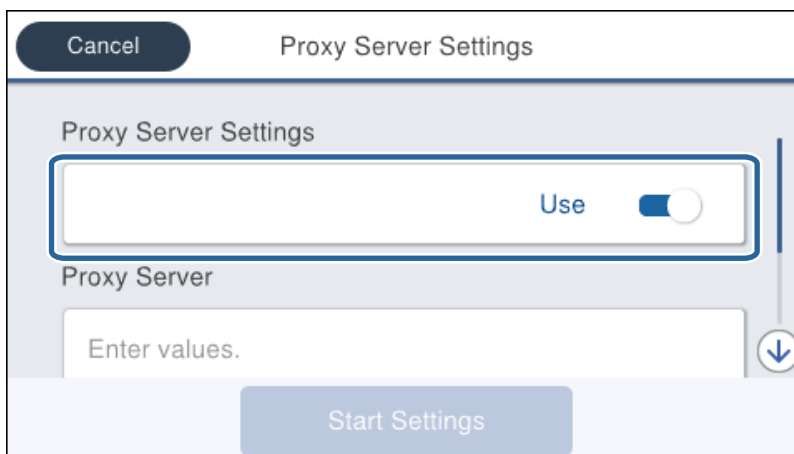 Cancel
Proxy Server Settings
Proxy Server Settings
Use
Proxy Server
Enter values.
Start Settings